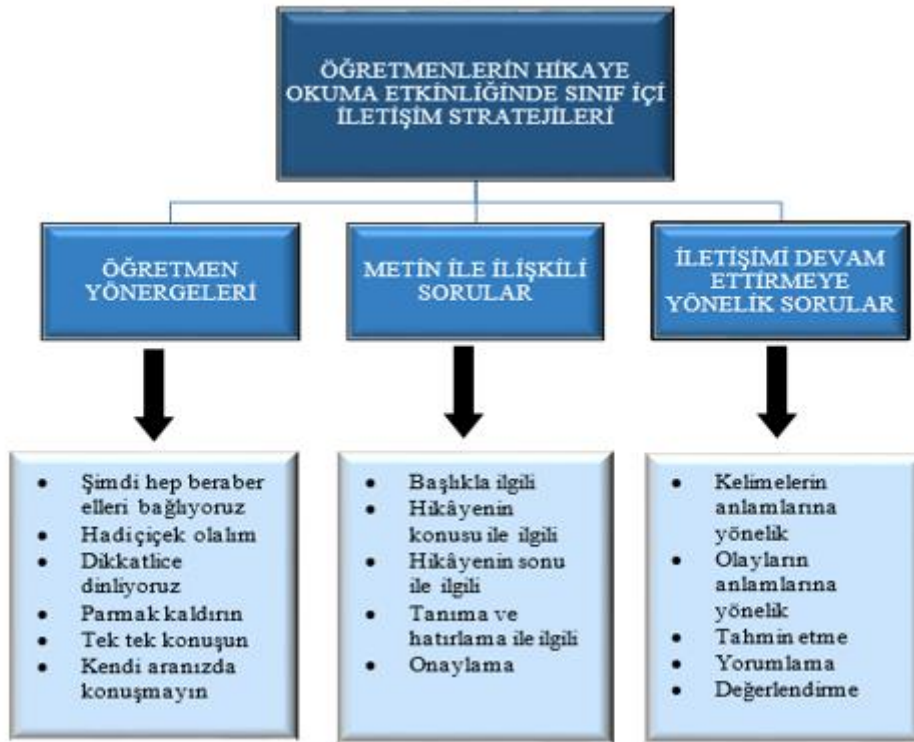 ÖĞRETMENLERİN HİKAYE
OKUMA ETKİNLİĞİNDE SINIF İÇİ
İLETİŞİM STRATEJİLERİ
ÖĞRETMEN
YÖNERGELERİ
METİN İLE İLİŞKİLİ
SORULAR
İLETİŞİMİ DEVAM
ETTİRMEYE
YÖNELİK SORULAR
• Şimdi hep beraber
elleri bağlıyoruz
• Hadi çiçek olalım
• Dikkatlice
dinliyoruz
• Parmak kaldırın
• Tek tek konuşun
• Kendi aranızda
konuşmayın
• Başlıkla ilgili
• Hikâyenin
konusu ile ilgili
• Hikâyenin sonu
ile ilgili
• Tanıma ve
hatırlama ile ilgili
• Onaylama
• Kelimelerin
anlamlarına
yönelik
• Olayların
anlamlarına
yönelik
• Tahmin etme
• Yorumlama
• Değerlendirme